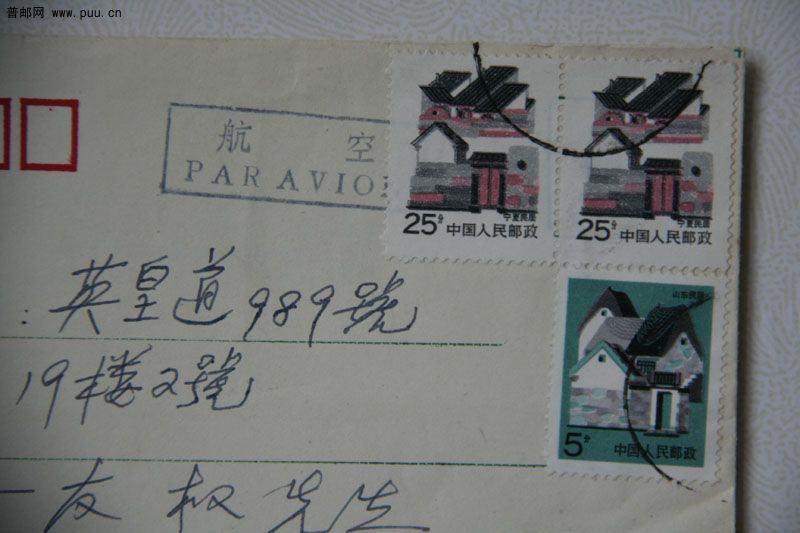 普邮网 www.puu.cn
航 空
PAR AVIO
25分 宁夏民居
中国人民邮政
25分 宁夏民居
中国人民邮政
山东民居
5分 中国人民邮政
: 英皇道989號
19楼2號
友权先生